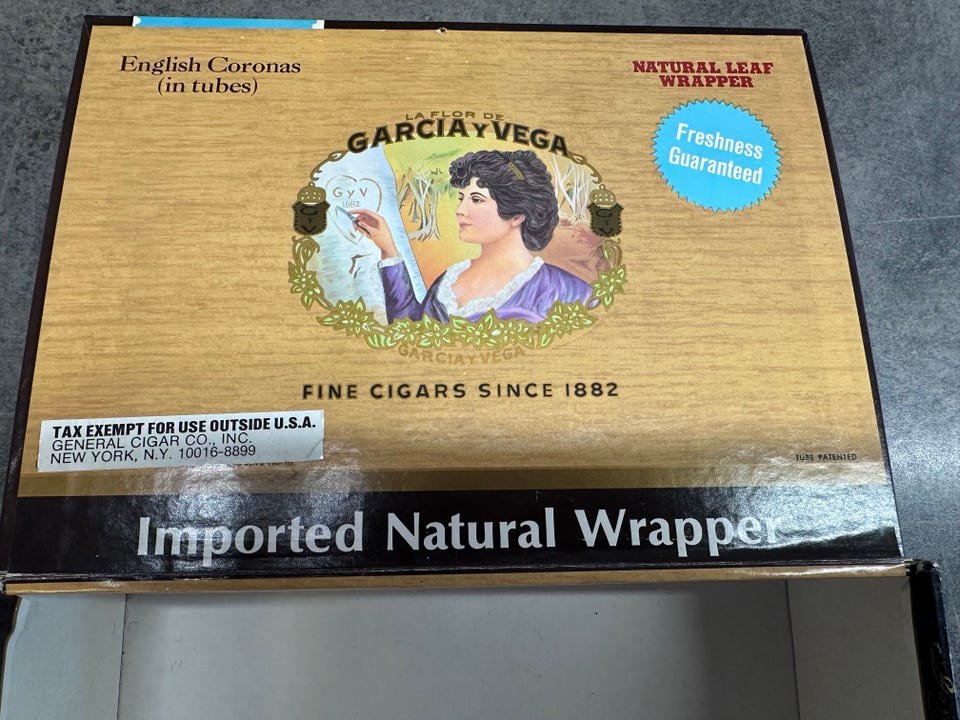 English Coronas
(in tubes)
NATURAL LEAF
WRAPPER
Freshness
Guaranteed
LA FLOR DE
GARCIA Y VEGA
G y V
1882
GARCIA Y VEGA
FINE CIGARS SINCE 1882
TAX EXEMPT FOR USE OUTSIDE U.S.A.
GENERAL CIGAR CO., INC.
NEW YORK, N.Y. 10016-8899
TUBE PATENTED
Imported Natural Wrapper